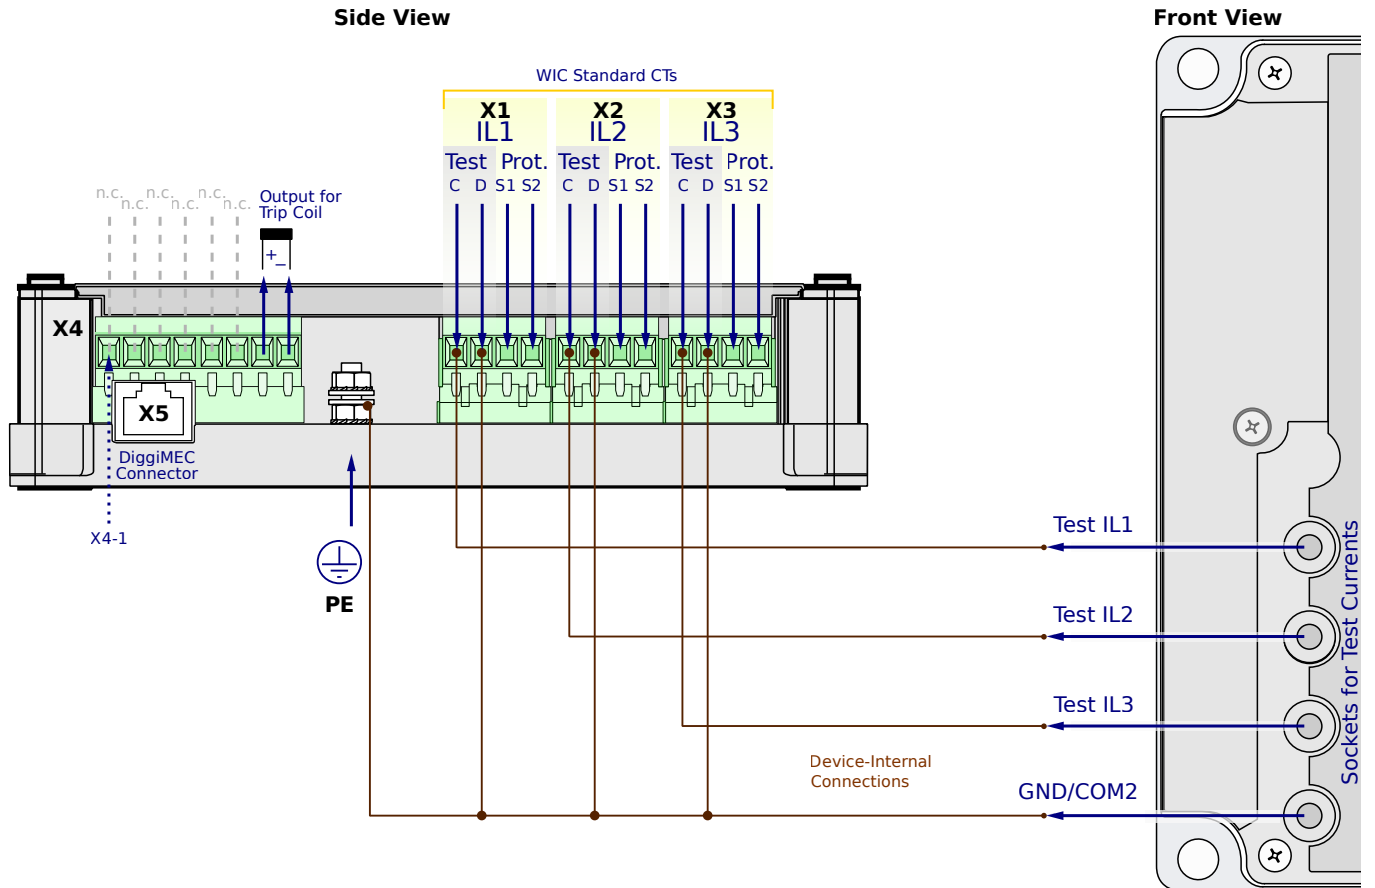 Side View
Front View
WIC Standard CTs
X1
X2
X3
IL1
IL2
IL3
Test Prot.
Test Prot.
Test Prot.
C D S1 S2
C D S1 S2
C D S1 S2
n.c.
n.c.
n.c.
n.c.
n.c.
n.c.
Output for
Trip Coil
+
−
X4
X5
DiggiMEC
Connector
X4-1
PE
Test IL1
Test IL2
Test IL3
GND/COM2
Device-Internal
Connections
Sockets for Test Currents